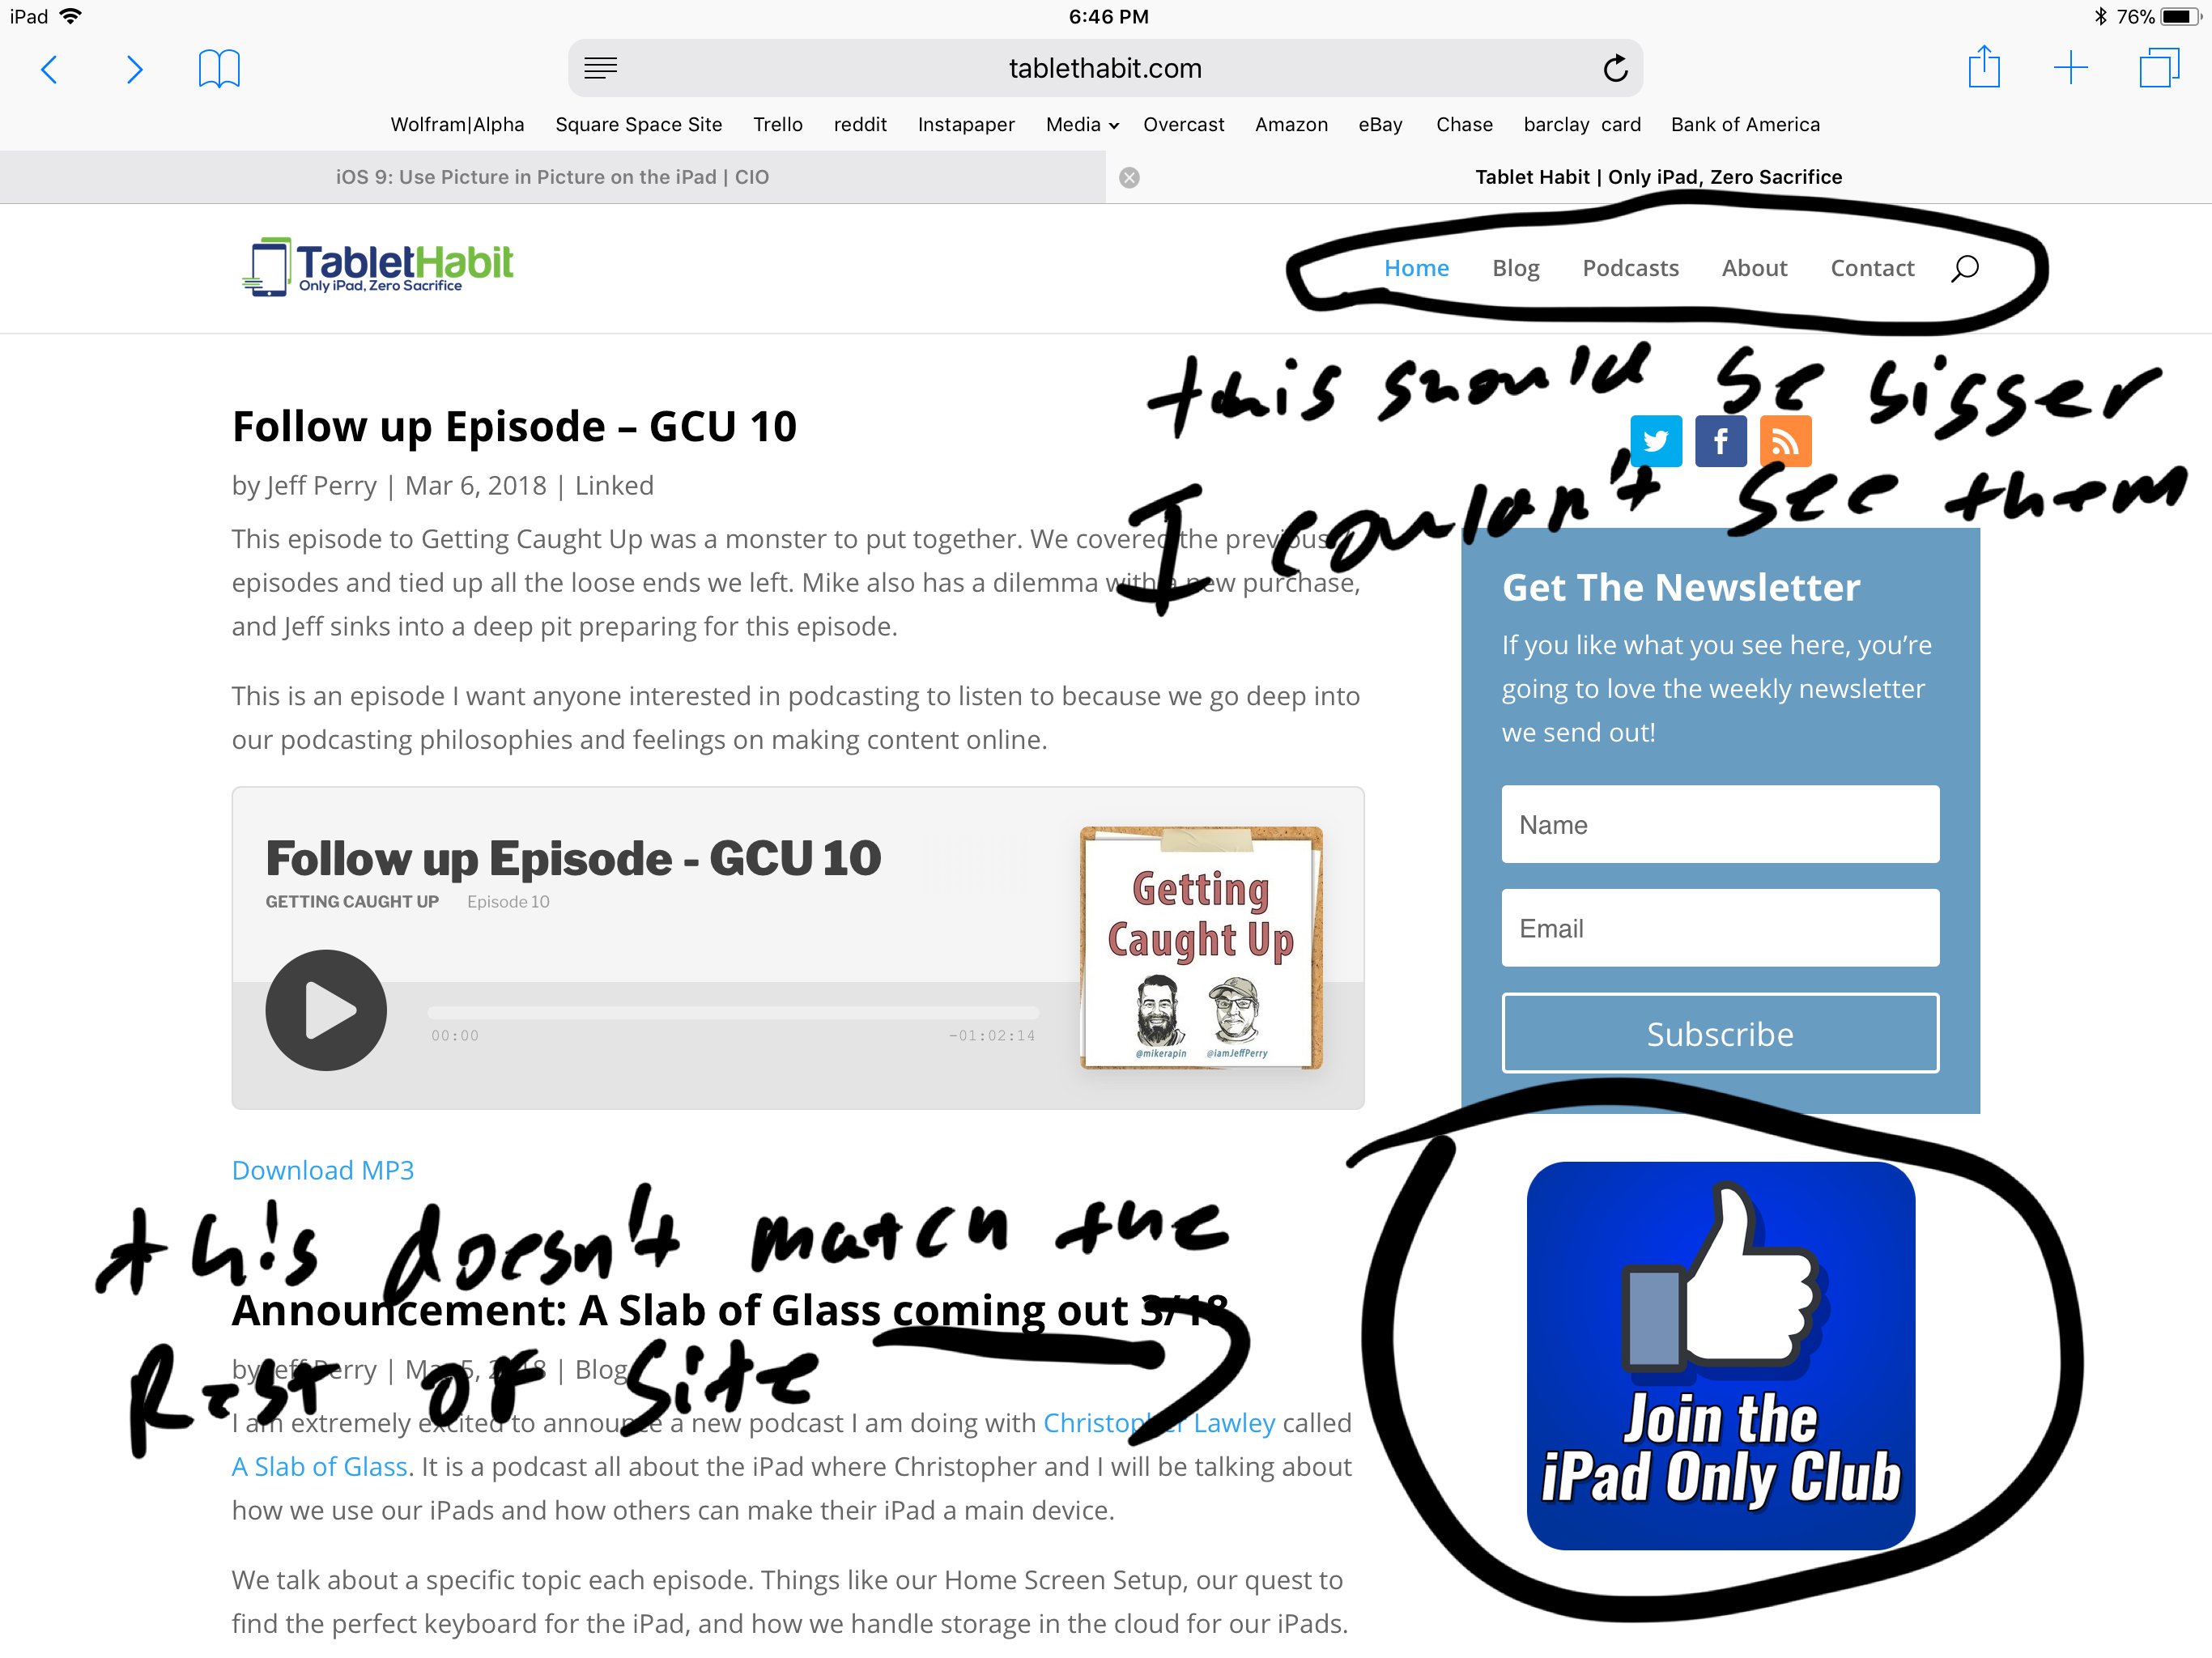 iPad 6:46 PM 76%
tablethabit.com
Wolfram|Alpha Square Space Site Trello reddit Instapaper Media Overcast Amazon eBay Chase barclay card Bank of America
iOS 9: Use Picture in Picture on the iPad | CIO Tablet Habit | Only iPad, Zero Sacrifice
TabletHabit
Only iPad, Zero Sacrifice
Home Blog Podcasts About Contact
this should be bigger
I couldn't see them
Follow up Episode – GCU 10
by Jeff Perry | Mar 6, 2018 | Linked
This episode to Getting Caught Up was a monster to put together. We covered the previous
episodes and tied up all the loose ends we left. Mike also has a dilemma with a new purchase,
and Jeff sinks into a deep pit preparing for this episode.
This is an episode I want anyone interested in podcasting to listen to because we go deep into
our podcasting philosophies and feelings on making content online.
Follow up Episode - GCU 10
GETTING CAUGHT UP Episode 10
00:00 -01:02:14
Getting
Caught Up
@mikerapin @iamJeffPerry
Download MP3
this doesn't match the
Rest of site
Announcement: A Slab of Glass coming out 3/18
by Jeff Perry | Mar 5, 2018 | Blog
I am extremely excited to announce a new podcast I am doing with Christopher Lawley called
A Slab of Glass. It is a podcast all about the iPad where Christopher and I will be talking about
how we use our iPads and how others can make their iPad a main device.
We talk about a specific topic each episode. Things like our Home Screen Setup, our quest to
find the perfect keyboard for the iPad, and how we handle storage in the cloud for our iPads.
Get The Newsletter
If you like what you see here, you’re
going to love the weekly newsletter
we send out!
Name
Email
Subscribe
Join the
iPad Only Club